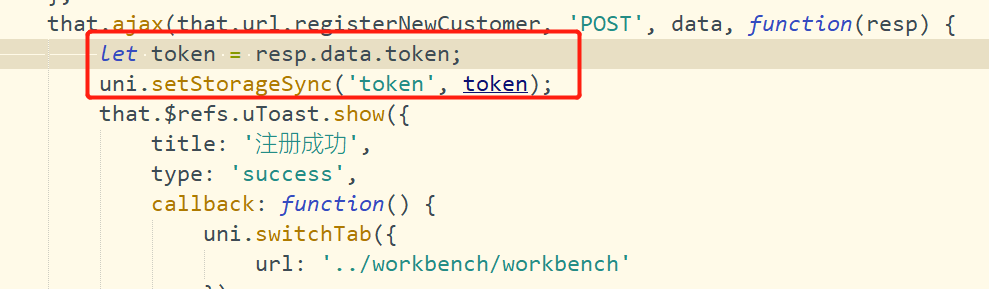 that.ajax(that.url.registerNewCustomer, 'POST', data, function(resp) {
let token = resp.data.token;
uni.setStorageSync('token', token);
that.$refs.uToast.show({
title: '注册成功',
type: 'success',
callback: function() {
uni.switchTab({
url: '../workbench/workbench'